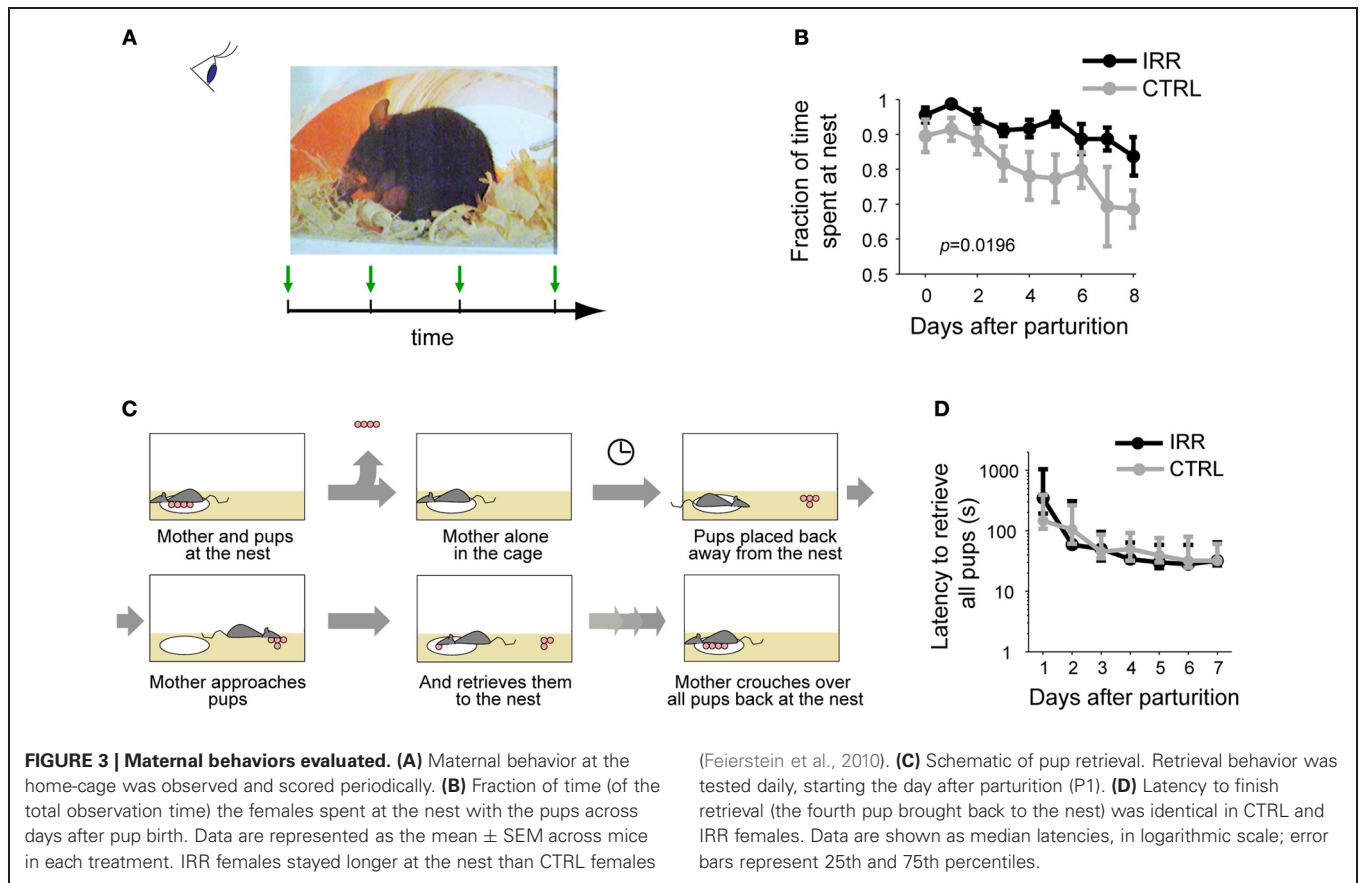 A
time
B
IRR
CTRL
Fraction of time
spent at nest
1
0.9
0.8
0.7
0.6
0.5
p=0.0196
0 2 4 6 8
Days after parturition
C
Mother and pups
at the nest
Mother alone
in the cage
Pups placed back
away from the nest
Mother approaches
pups
And retrieves them
to the nest
Mother crouches over
all pups back at the nest
D
IRR
CTRL
Latency to retrieve
all pups (s)
1000
100
10
1
1 2 3 4 5 6 7
Days after parturition
FIGURE 3 | Maternal behaviors evaluated. (A) Maternal behavior at the
home-cage was observed and scored periodically. (B) Fraction of time (of the
total observation time) the females spent at the nest with the pups across
days after pup birth. Data are represented as the mean ± SEM across mice
in each treatment. IRR females stayed longer at the nest than CTRL females
(Feierstein et al., 2010). (C) Schematic of pup retrieval. Retrieval behavior was
tested daily, starting the day after parturition (P1). (D) Latency to finish
retrieval (the fourth pup brought back to the nest) was identical in CTRL and
IRR females. Data are shown as median latencies, in logarithmic scale; error
bars represent 25th and 75th percentiles.